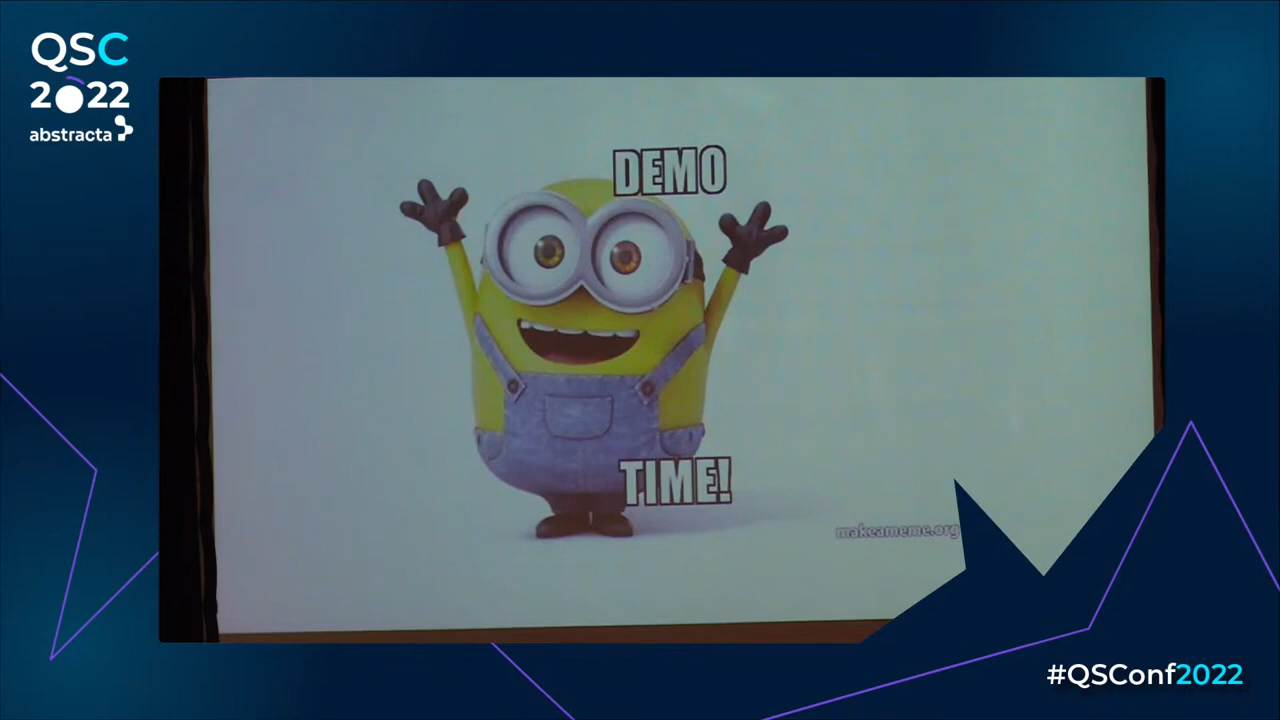 QSC
2022
abstracta
DEMO
TIME!
makeameme.org
#QSConf2022